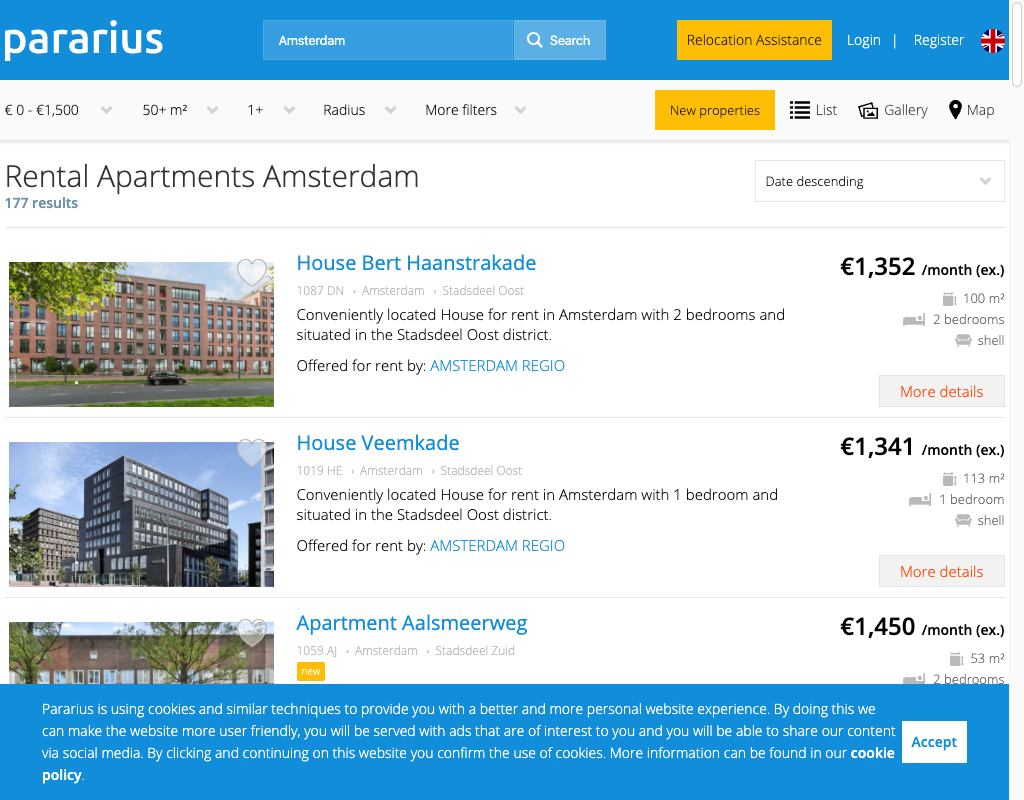 pararius
Amsterdam
Search
Relocation Assistance
Login | Register
€ 0 - €1,500
50+ m²
1+
Radius
More filters
New properties
List
Gallery
Map
Rental Apartments Amsterdam
177 results
Date descending
House Bert Haanstrakade
1087 DN › Amsterdam › Stadsdeel Oost
Conveniently located House for rent in Amsterdam with 2 bedrooms and
situated in the Stadsdeel Oost district.
Offered for rent by: AMSTERDAM REGIO
€1,352 /month (ex.)
100 m²
2 bedrooms
shell
More details
House Veemkade
1019 HE › Amsterdam › Stadsdeel Oost
Conveniently located House for rent in Amsterdam with 1 bedroom and
situated in the Stadsdeel Oost district.
Offered for rent by: AMSTERDAM REGIO
€1,341 /month (ex.)
113 m²
1 bedroom
shell
More details
Apartment Aalsmeerweg
1059 AJ › Amsterdam › Stadsdeel Zuid
new
€1,450 /month (ex.)
53 m²
2 bedrooms
Pararius is using cookies and similar techniques to provide you with a better and more personal website experience. By doing this we
can make the website more user friendly, you will be served with ads that are of interest to you and you will be able to share our content
via social media. By clicking and continuing on this website you confirm the use of cookies. More information can be found in our cookie
policy.
Accept